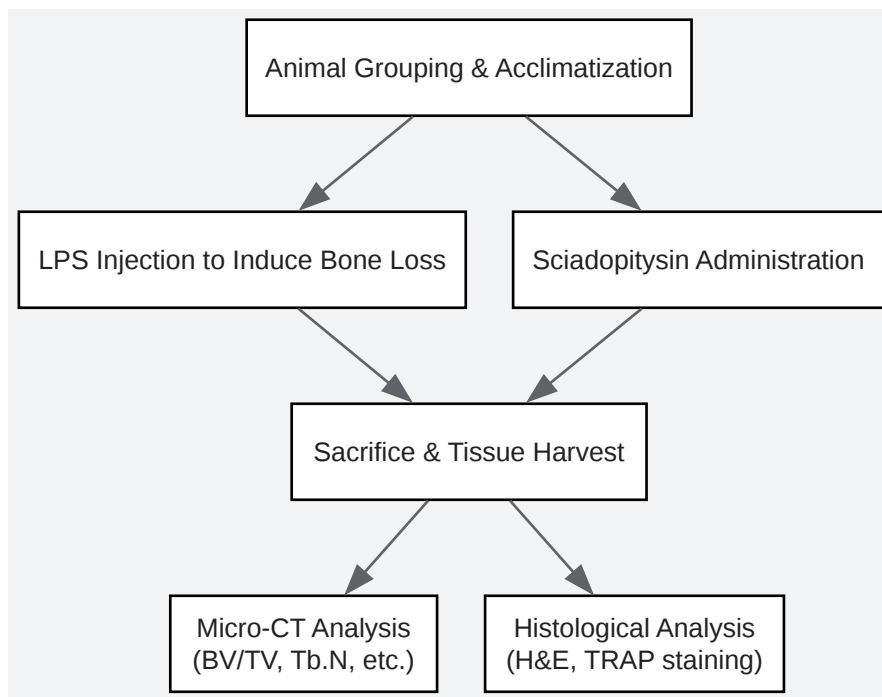 Animal Grouping & Acclimatization
LPS Injection to Induce Bone Loss
Sciadopitysin Administration
Sacrifice & Tissue Harvest
Micro-CT Analysis
(BV/TV, Tb.N, etc.)
Histological Analysis
(H&E, TRAP staining)